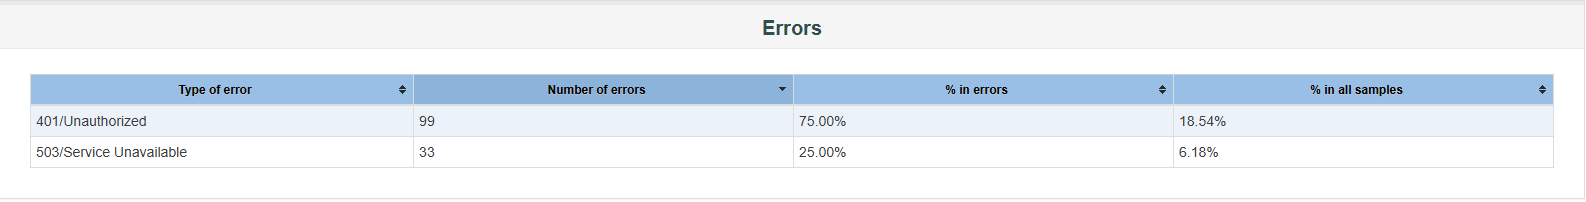 Errors
Type of error Number of errors % in errors % in all samples
401/Unauthorized 99 75.00% 18.54%
503/Service Unavailable 33 25.00% 6.18%